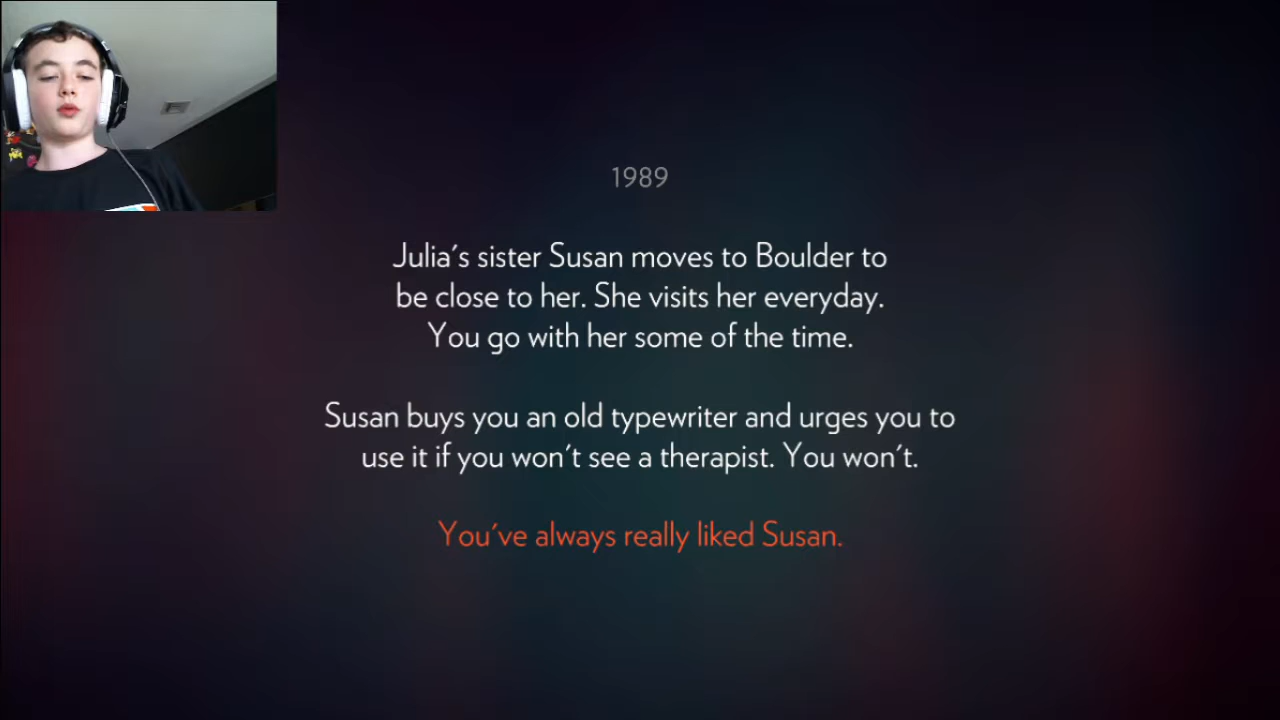 1989
Julia's sister Susan moves to Boulder to
be close to her. She visits her everyday.
You go with her some of the time.
Susan buys you an old typewriter and urges you to
use it if you won't see a therapist. You won't.
You've always really liked Susan.